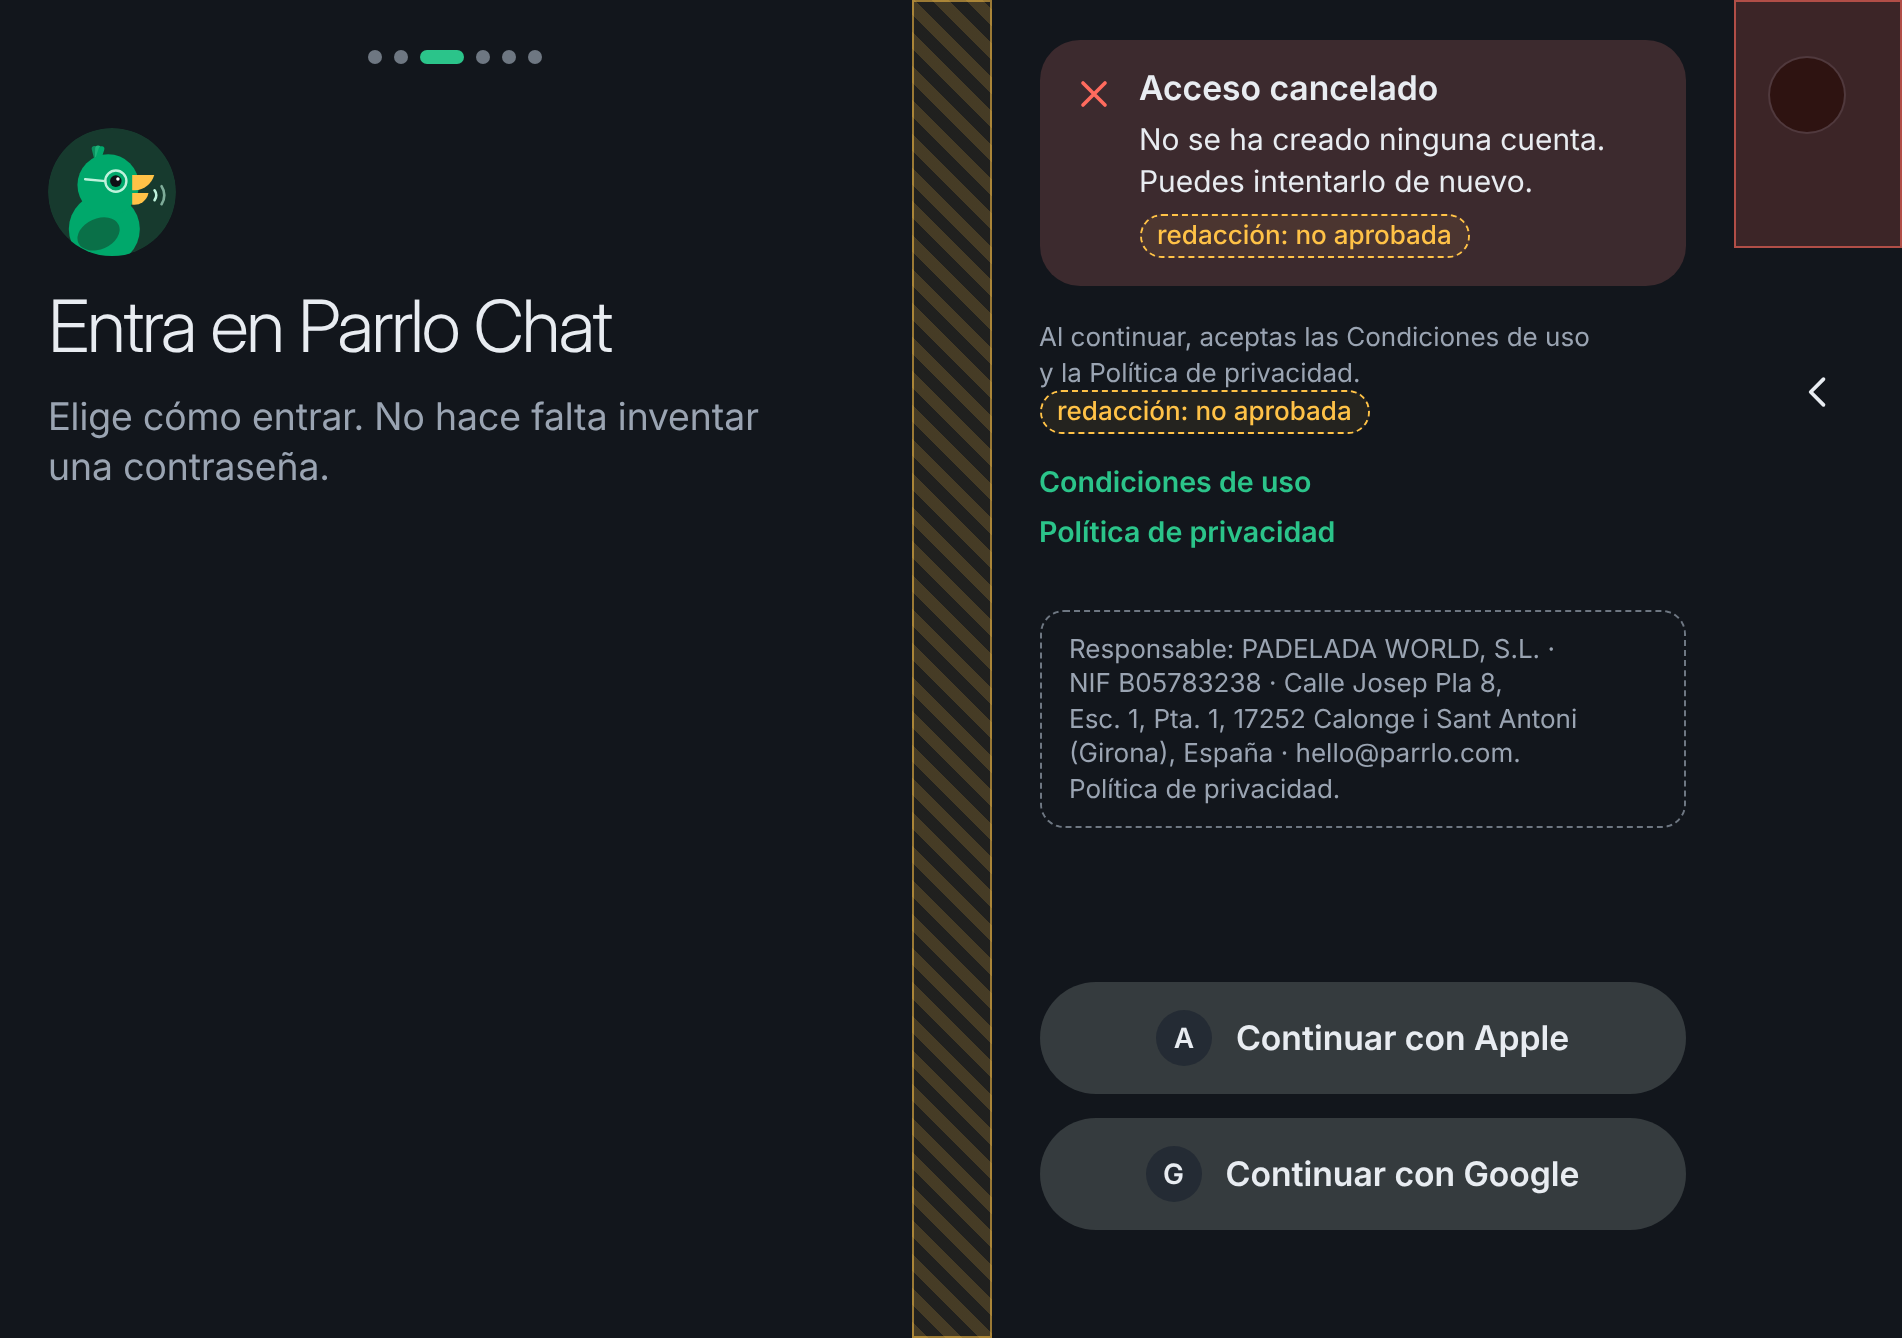 Entra en Parrlo Chat
Elige cómo entrar. No hace falta inventar
una contraseña.
Acceso cancelado
No se ha creado ninguna cuenta.
Puedes intentarlo de nuevo.
redacción: no aprobada
Al continuar, aceptas las Condiciones de uso
y la Política de privacidad.
redacción: no aprobada
Condiciones de uso
Política de privacidad
Responsable: PADELADA WORLD, S.L. ·
NIF B05783238 · Calle Josep Pla 8,
Esc. 1, Pta. 1, 17252 Calonge i Sant Antoni
(Girona), España · hello@parrlo.com.
Política de privacidad.
A Continuar con Apple
G Continuar con Google